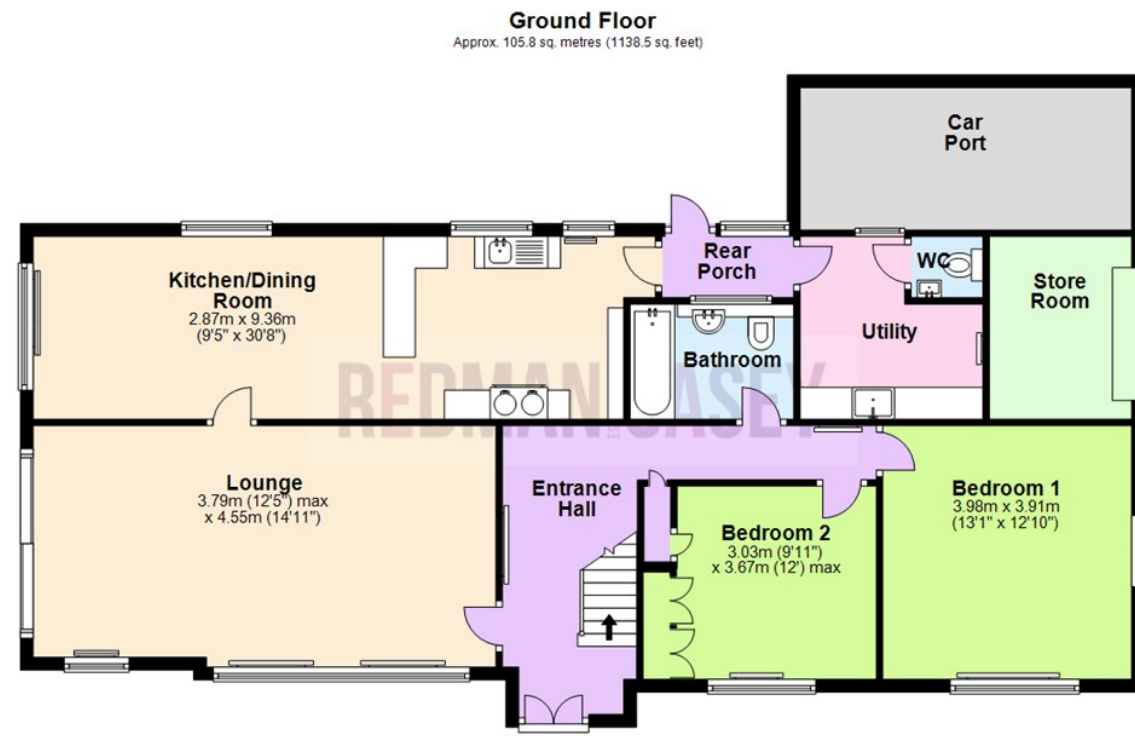 Ground Floor
Approx. 105.8 sq. metres (1138.5 sq. feet)
Car
Port
Kitchen/Dining
Room
2.87m x 9.36m
(9'5" x 30'8")
Rear
Porch
WC
Store
Room
Utility
Bathroom
REDMAN CASEY
Lounge
3.79m (12'5") max
x 4.55m (14'11")
Entrance
Hall
Bedroom 2
3.03m (9'11")
x 3.67m (12') max
Bedroom 1
3.98m x 3.91m
(13'1" x 12'10")